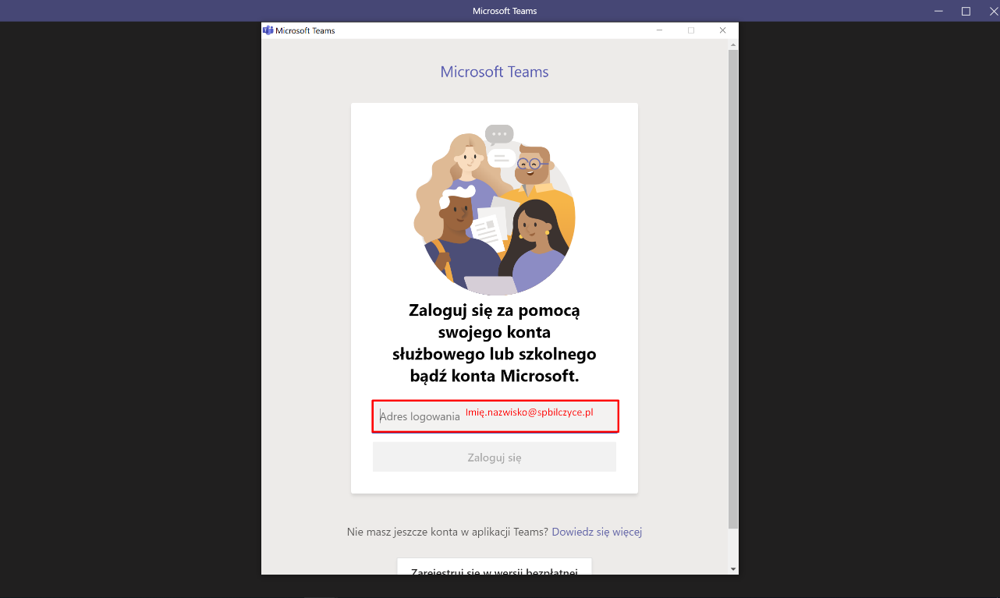 Microsoft Teams
Microsoft Teams
Microsoft Teams
Zaloguj się za pomocą
swojego konta
służbowego lub szkolnego
bądź konta Microsoft.
Adres logowania Imię.nazwisko@spbilczyce.pl
Zaloguj się
Nie masz jeszcze konta w aplikacji Teams? Dowiedz się więcej
Zarejestruj się w wersji bezpłatnej